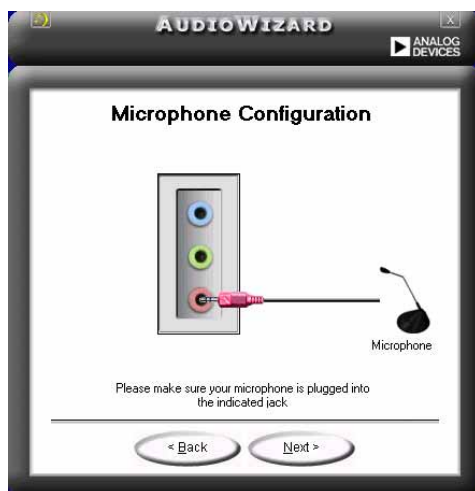 AUDIOWIZARD
X
ANALOG
DEVICES
Microphone Configuration
Microphone
Please make sure your microphone is plugged into
the indicated jack
< Back
Next >